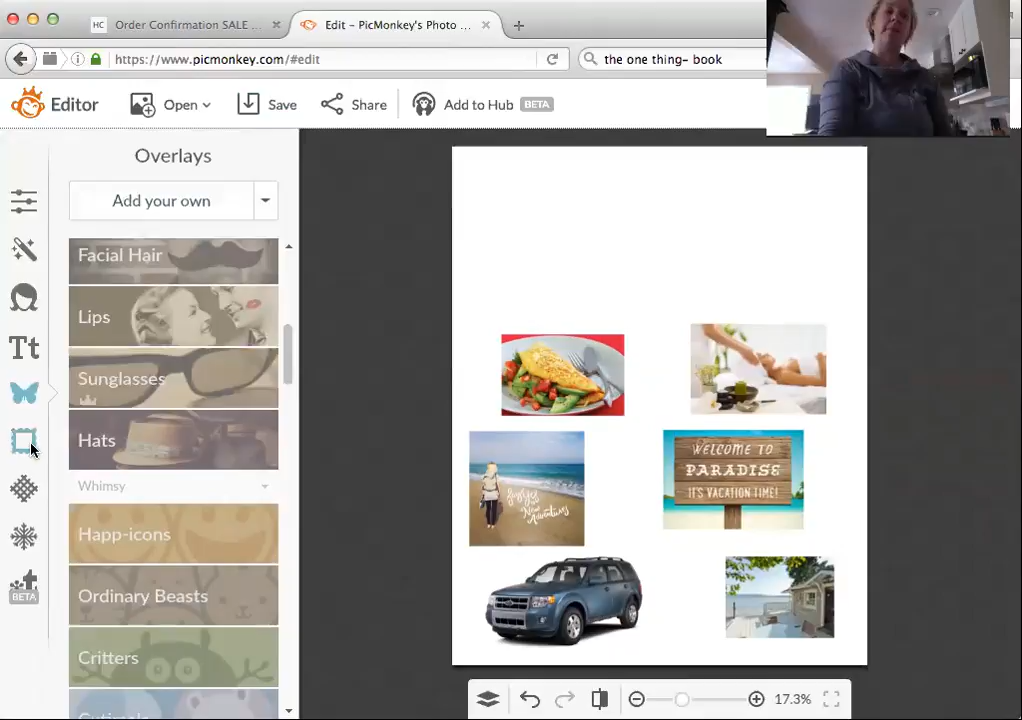 HC Order Confirmation SALE ... ×
Edit – PicMonkey's Photo ... × +
https://www.picmonkey.com/#edit
the one thing– book
Editor
Open
Save
Share
Add to Hub BETA
Overlays
Add your own
Facial Hair
Lips
Sunglasses
Hats
Whimsy
Happ-icons
Ordinary Beasts
Critters
Tt
BETA
WELCOME TO
PARADISE
IT'S VACATION TIME!
New
17.3%